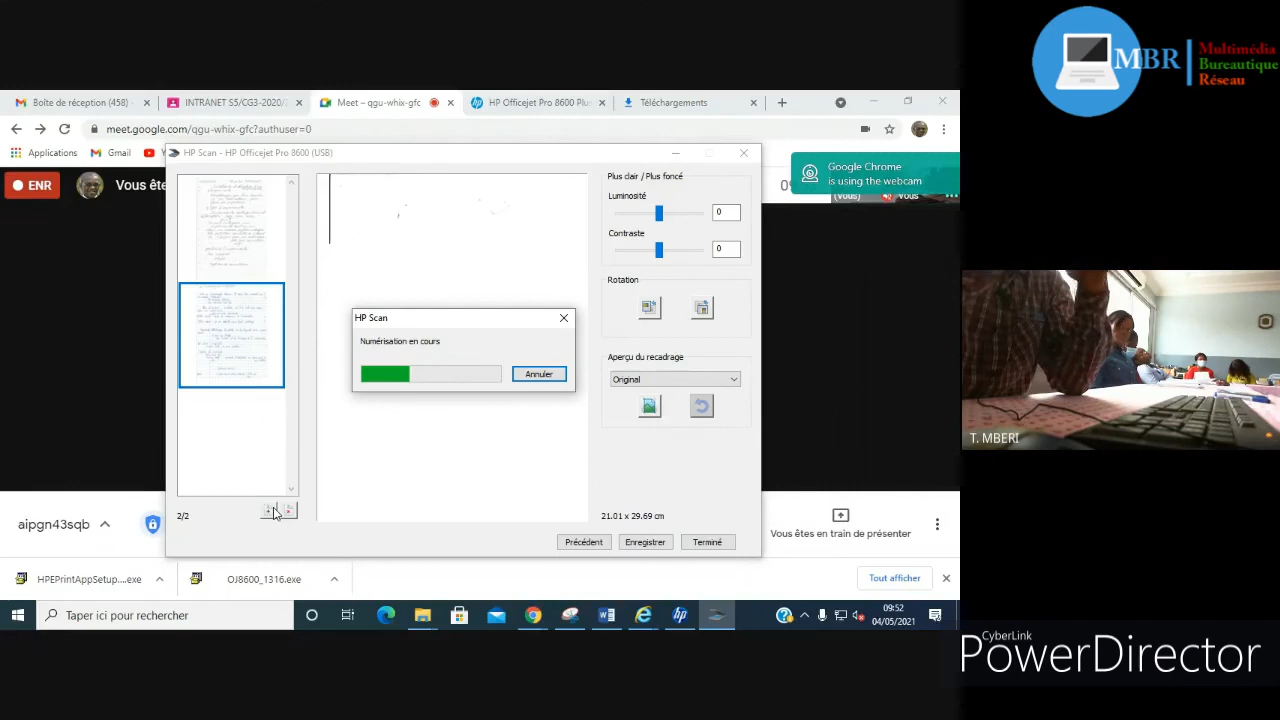 MBR
Multimédia
Bureautique
Réseau
Boîte de réception (458) -
INTRANET S5/CG3-2020/
Meet – qgu-whix-gfc
HP Officejet Pro 8600 Plu
Téléchargements
meet.google.com/qgu-whix-gfc?authuser=0
Applications
Gmail
HP Scan - HP Officejet Pro 8600 (USB)
Google Chrome
is using the webcam
ENR
Vous ête
(Vous)
Vous
Plus clair / Plus foncé
Luminosité
0
Contraste
0
Rotation
HP Scan
Numérisation en cours
Annuler
Aperçu du recadrage
Original
T. MBERI
2/2
21.01 x 29.69 cm
Précédent
Enregistrer
Terminé
aipgn43sqb
Vous êtes en train de présenter
HPEPrintAppSetup....exe
OJ8600_1316.exe
Tout afficher
Taper ici pour rechercher
09:52
04/05/2021
CyberLink
PowerDirector